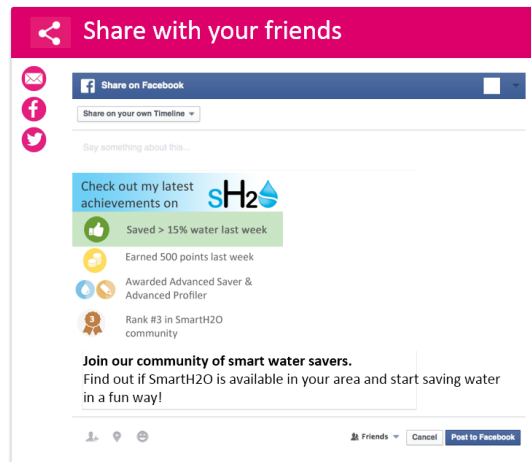 Share with your friends
Share on Facebook
Share on your own Timeline
Say something about this...
Check out my latest
achievements on
SH2
Saved > 15% water last week
Earned 500 points last week
Awarded Advanced Saver &
Advanced Profiler
3
Rank #3 in SmartH2O
community
Join our community of smart water savers.
Find out if SmartH2O is available in your area and start saving water
in a fun way!
Friends
Cancel
Post to Facebook